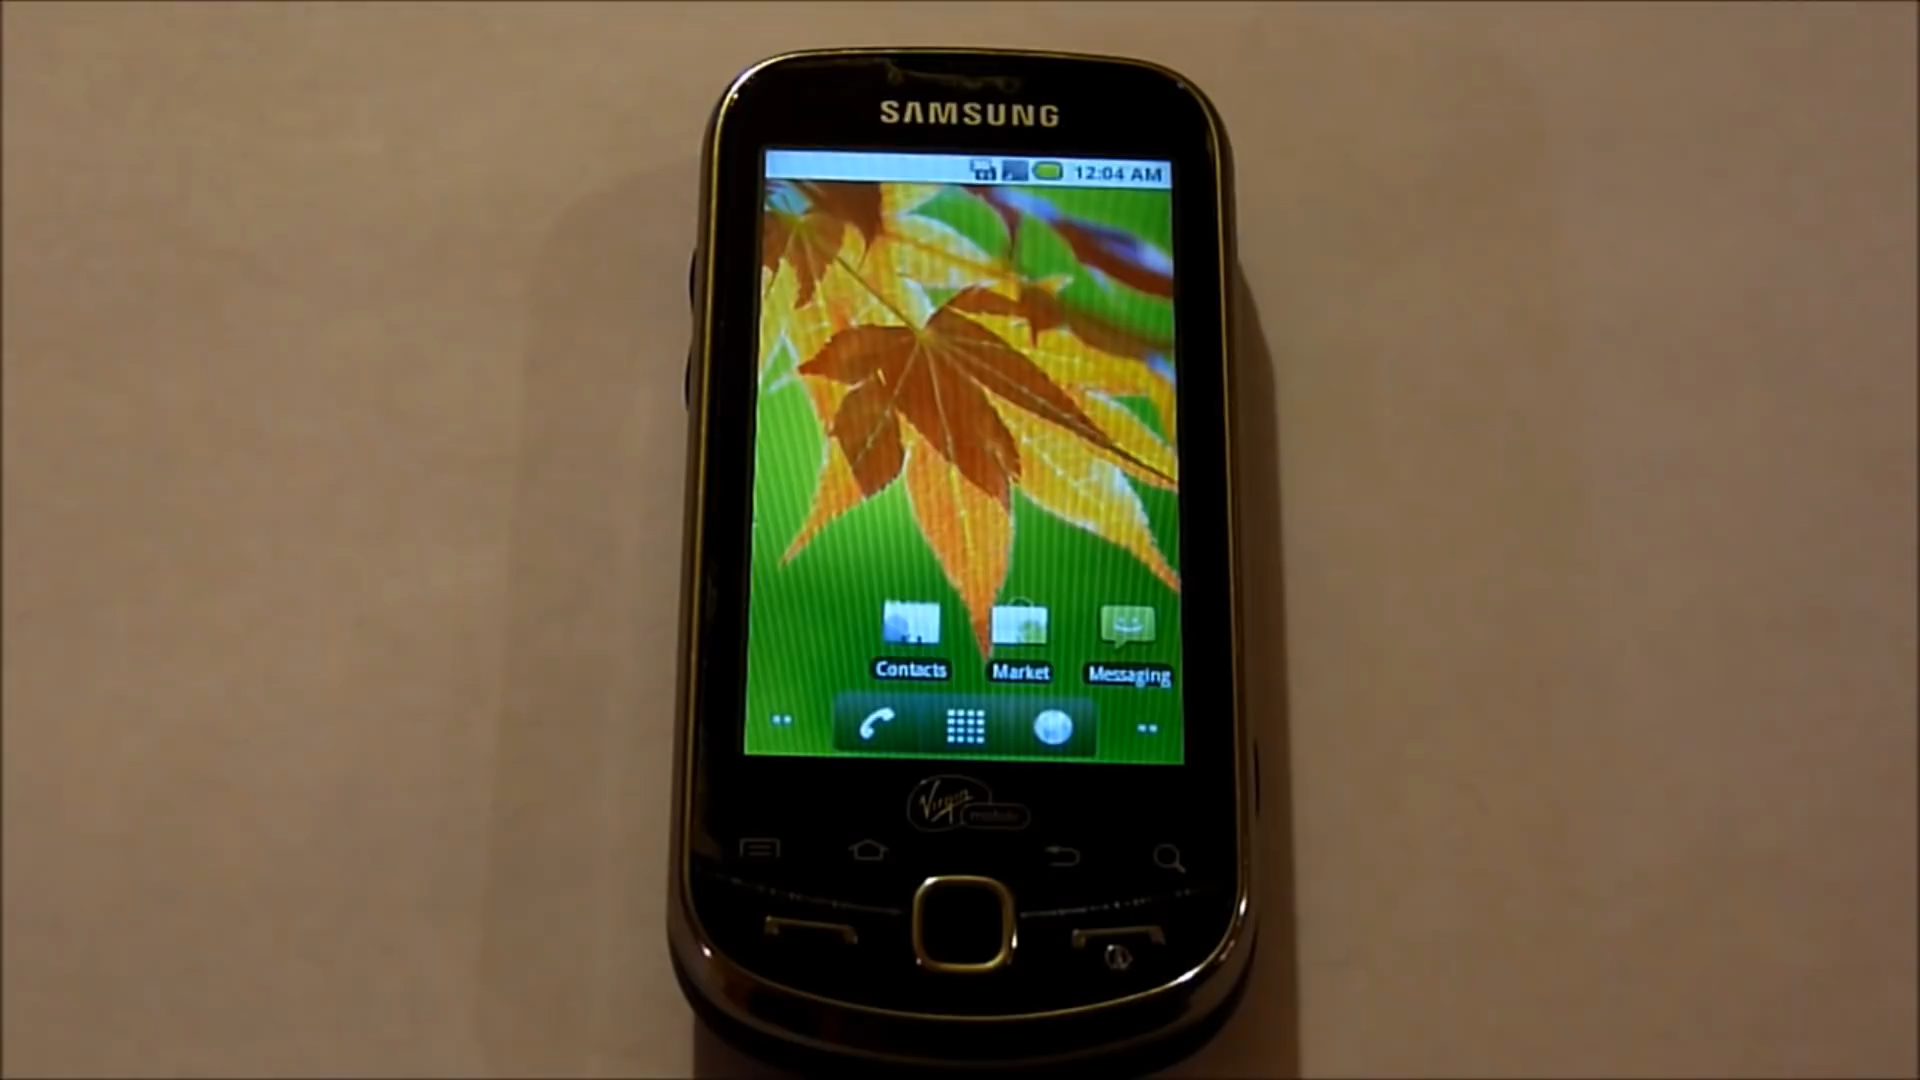 SAMSUNG
12:04 AM
Contacts Market Messaging
Virgin
mobile